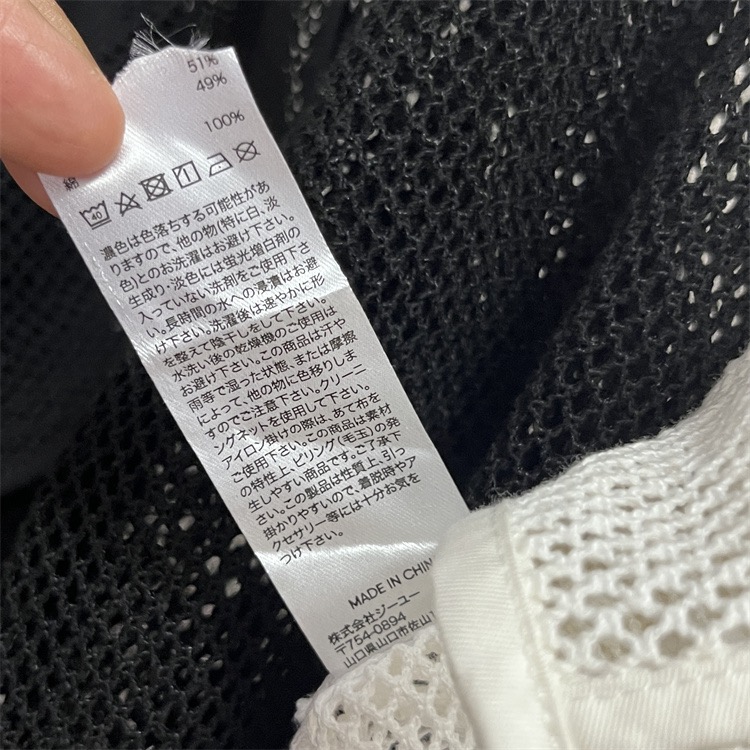 51%
49%
100%
綿
40
濃色は色落ちする可能性があ
りますので、他の物(特に白、淡
色)とのお洗濯はお避け下さい。
生成り・淡色には蛍光増白剤の
入っていない洗剤をご使用下さ
い。長時間の水への浸漬はお避
け下さい。洗濯後は速やかに形
を整えて陰干しをして下さい。
水洗い後の乾燥機のご使用は
お避け下さい。この商品は汗や
雨等で湿った状態、または摩擦
によって、他の物に色移りしま
すのでご注意下さい。クリーニ
ングネットを使用して下さい。
アイロン掛けの際は、あて布を
ご使用下さい。この商品は素材
の特性上、ピリング(毛玉)の発
生しやすい商品です。ご了承下
さい。この製品は性質上、引っ
掛かりやすいので、着脱時やア
クセサリー等には十分お気を
つけ下さい。
MADE IN CHIN
株式会社ジーユー
〒754-0894
山口県山口市佐山1